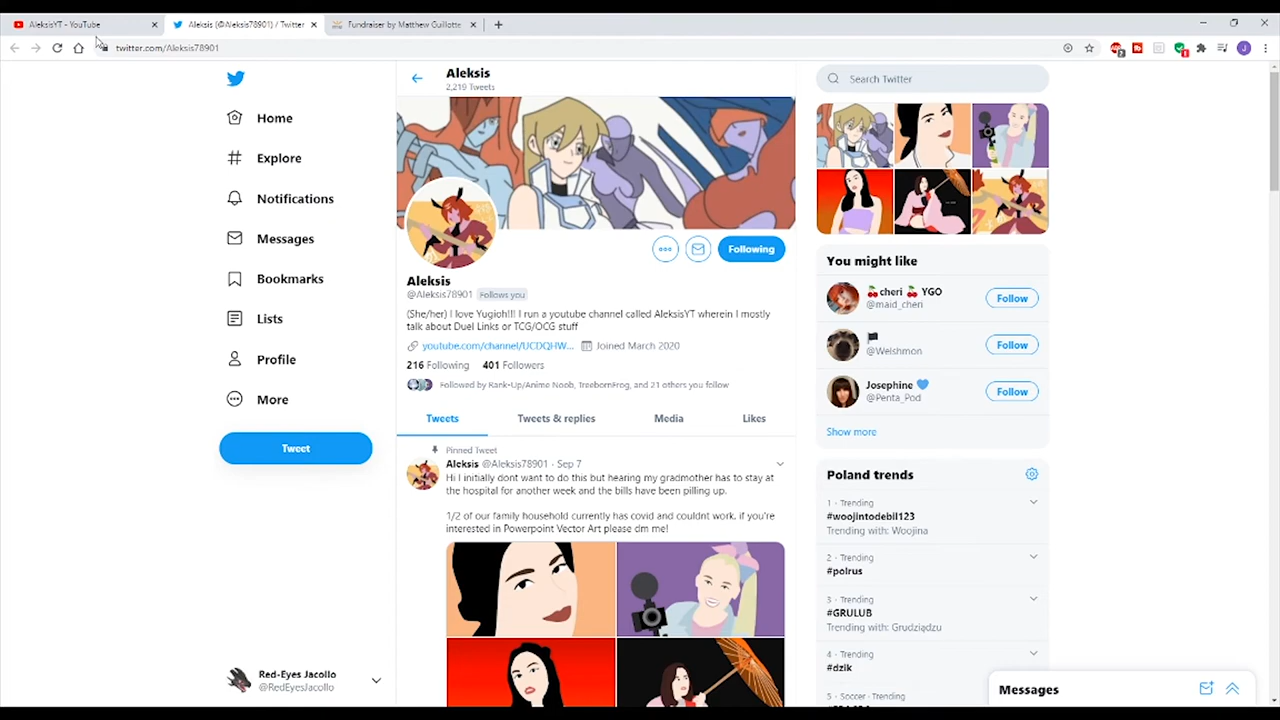 AleksisYT - YouTube
Aleksis (@Aleksis78901) / Twitter
Fundraiser by Matthew Guillotte
twitter.com/Aleksis78901
Home
Explore
Notifications
Messages
Bookmarks
Lists
Profile
More
Tweet
Red-Eyes Jacollo
@RedEyesJacollo
Aleksis
2,219 Tweets
Following
Aleksis
@Aleksis78901 Follows you
(She/her) I love Yugioh!!! I run a youtube channel called AleksisYT wherein I mostly
talk about Duel Links or TCG/OCG stuff
youtube.com/channel/UCDQHW... Joined March 2020
216 Following 401 Followers
Followed by Rank-Up/Anime Noob, TreebornFrog, and 21 others you follow
Tweets Tweets & replies Media Likes
Pinned Tweet
Aleksis @Aleksis78901 · Sep 7
Hi I initially dont want to do this but hearing my gradmother has to stay at
the hospital for another week and the bills have been pilling up.
1/2 of our family household currently has covid and couldnt work, if you're
interested in Powerpoint Vector Art please dm me!
Search Twitter
You might like
🍒cheri 🍒 YGO
@maid_cheri
Follow
@Welshmon
Follow
Josephine 💙
@Penta_Pod
Follow
Show more
Poland trends
1 · Trending
#woojintodebil123
Trending with: Woojina
2 · Trending
#polrus
3 · Trending
#GRULUB
Trending with: Grudziądzu
4 · Trending
#dzik
5 · Soccer · Trending
Messages